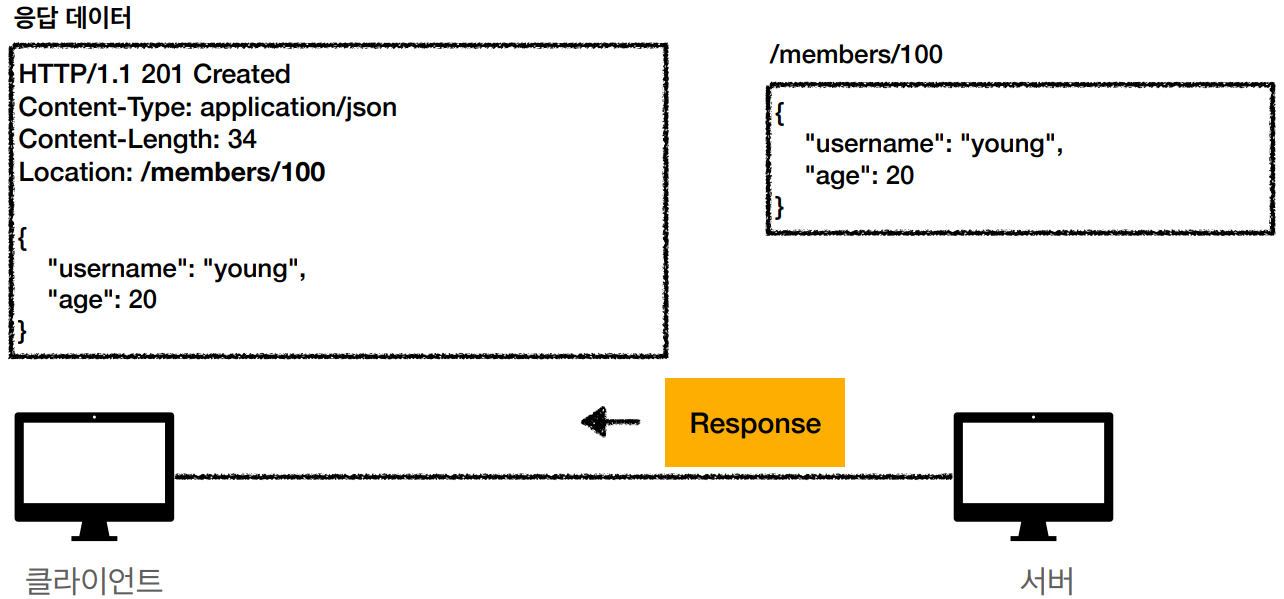 응답 데이터
HTTP/1.1 201 Created
Content-Type: application/json
Content-Length: 34
Location: /members/100
{
"username": "young",
"age": 20
}
/members/100
{
"username": "young",
"age": 20
}
Response
클라이언트
서버